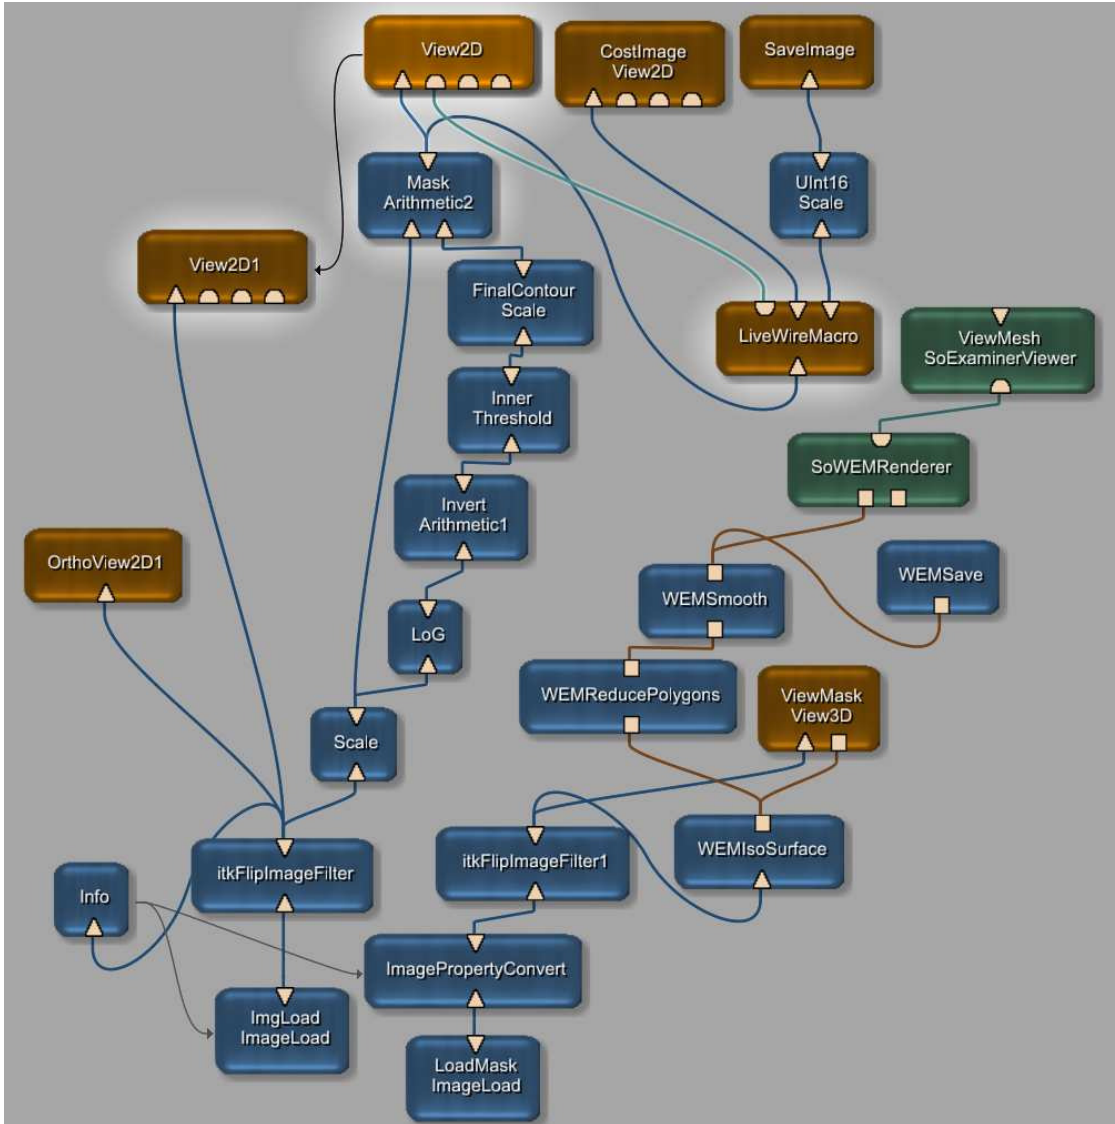 View2D
CostImage
View2D
SaveImage
Mask
Arithmetic2
UInt16
Scale
View2D1
FinalContour
Scale
LiveWireMacro
ViewMesh
SoExaminerViewer
Inner
Threshold
SoWEMRenderer
Invert
Arithmetic1
OrthoView2D1
WEMSave
WEMSmooth
LoG
WEMReducePolygons
ViewMask
View3D
Scale
itkFlipImageFilter
itkFlipImageFilter1
WEMIsoSurface
Info
ImagePropertyConvert
ImgLoad
ImageLoad
LoadMask
ImageLoad